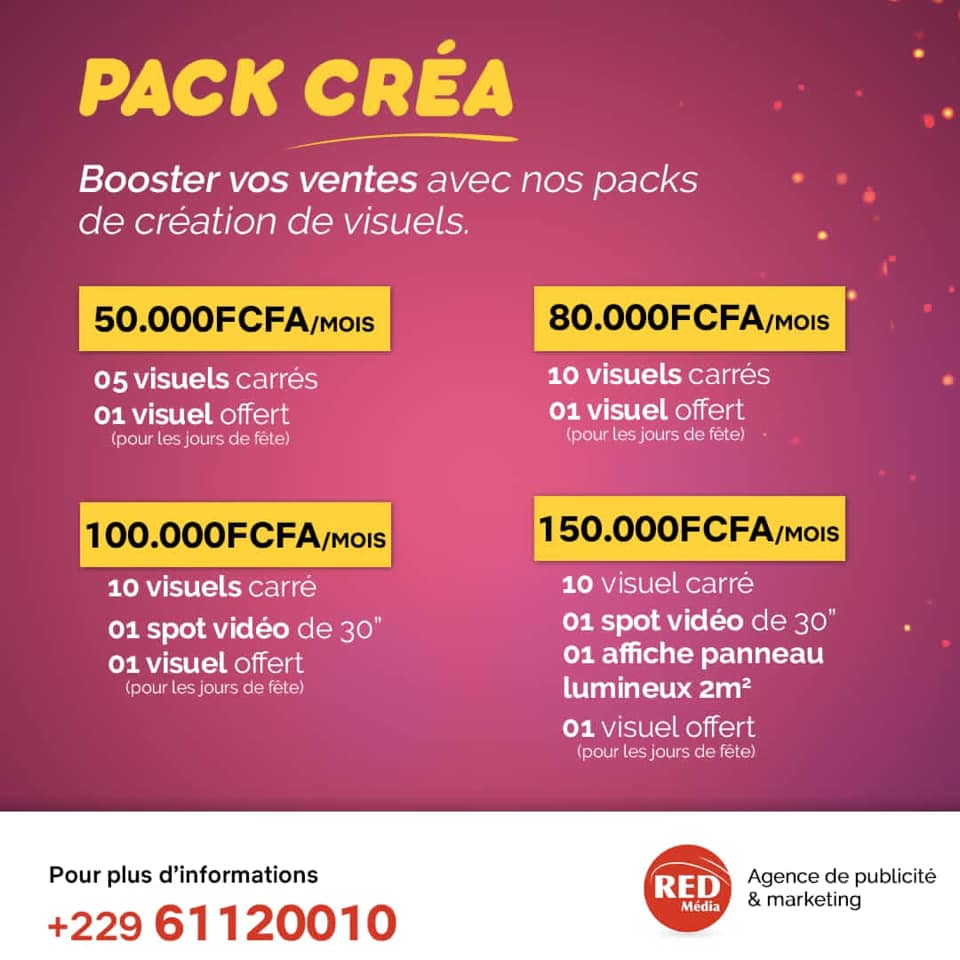 PACK CRÉA
Booster vos ventes avec nos packs
de création de visuels.
50.000FCFA/MOIS
05 visuels carrés
01 visuel offert
(pour les jours de fête)
80.000FCFA/MOIS
10 visuels carrés
01 visuel offert
(pour les jours de fête)
100.000FCFA/MOIS
10 visuels carré
01 spot vidéo de 30”
01 visuel offert
(pour les jours de fête)
150.000FCFA/MOIS
10 visuel carré
01 spot vidéo de 30”
01 affiche panneau
lumineux 2m²
01 visuel offert
(pour les jours de fête)
Pour plus d’informations
+229 61120010
RED
Média
Agence de publicité
& marketing